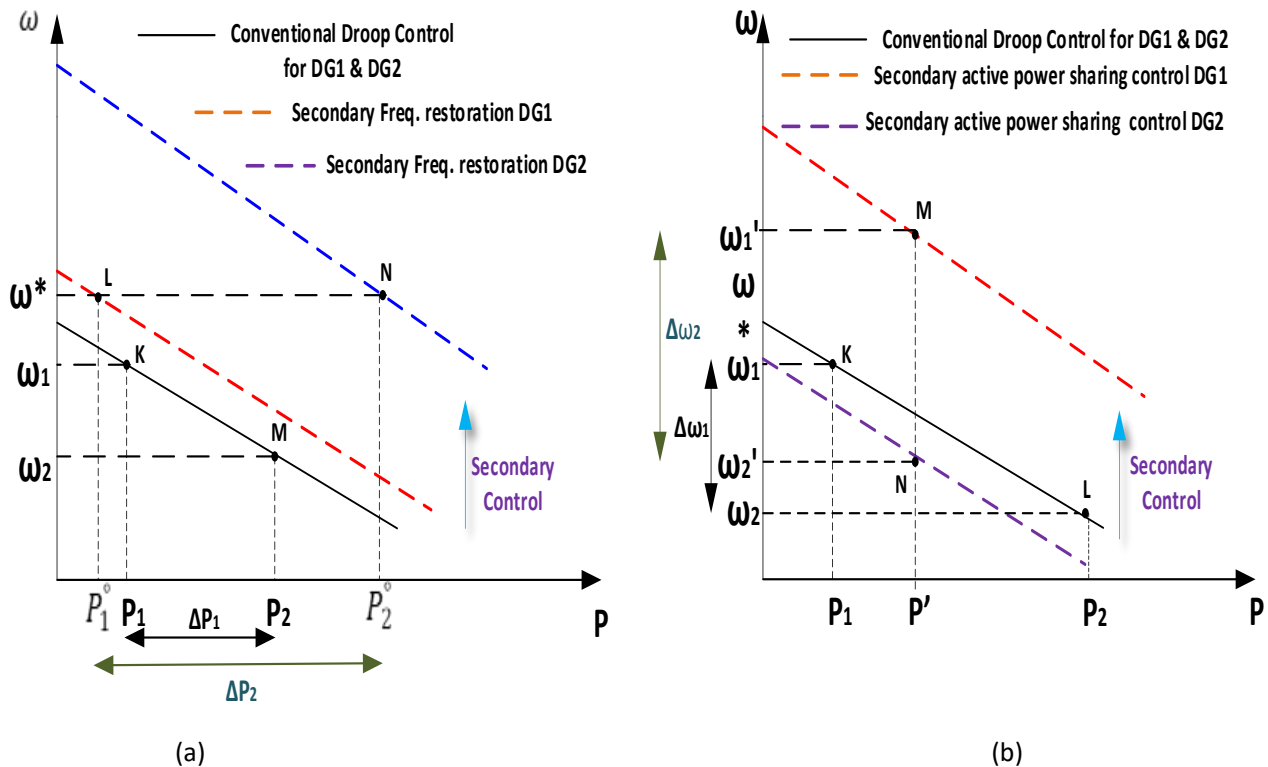 ω
Conventional Droop Control
for DG1 & DG2
Secondary Freq. restoration DG1
Secondary Freq. restoration DG2
L
N
ω*
K
ω1
M
ω2
Secondary
Control
P1°
P1
P2
P2°
P
ΔP1
ΔP2
(a)
ω
Conventional Droop Control for DG1 & DG2
Secondary active power sharing control DG1
Secondary active power sharing control DG2
M
ω1'
ω
*
Δω2
K
ω1
Δω1
ω2'
N
ω2
L
Secondary
Control
P1
P'
P2
P
(b)